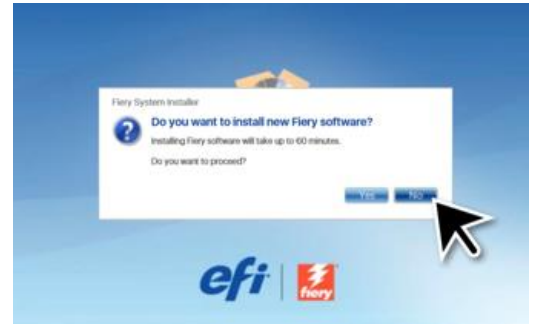 Fiery System Installer
Do you want to install new Fiery software?
Installing Fiery software will take up to 60 minutes.
Do you want to proceed?
Yes No
efi fiery